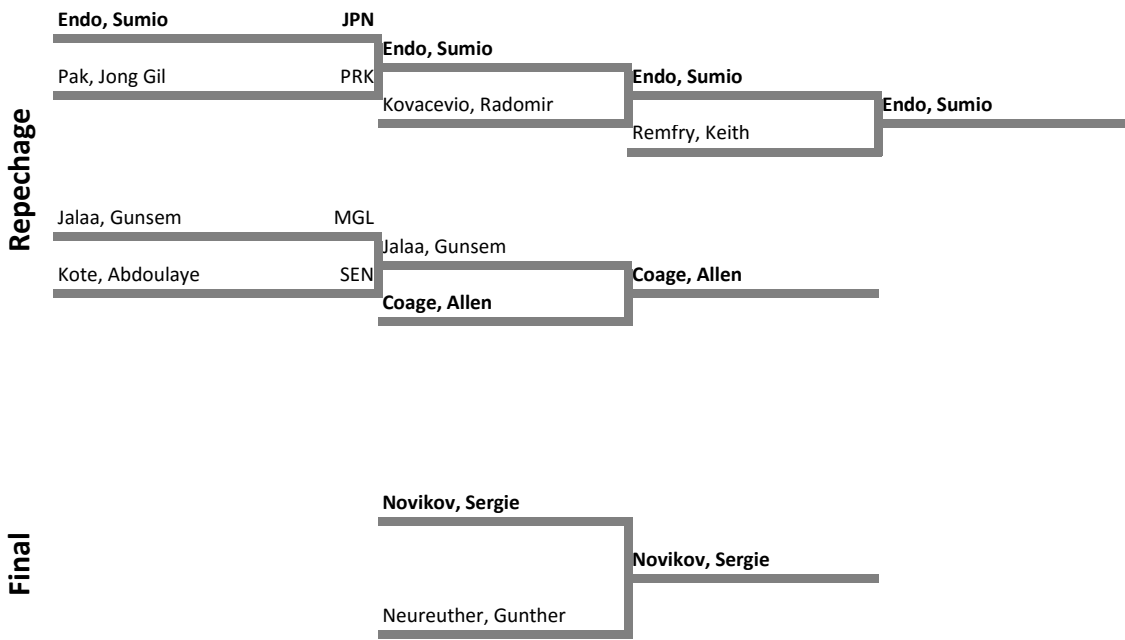 Repechage
Endo, Sumio JPN
Endo, Sumio
Pak, Jong Gil PRK
Endo, Sumio
Kovacevio, Radomir
Endo, Sumio
Remfry, Keith
Jalaa, Gunsem MGL
Jalaa, Gunsem
Kote, Abdoulaye SEN
Coage, Allen
Coage, Allen
Final
Novikov, Sergie
Novikov, Sergie
Neureuther, Gunther